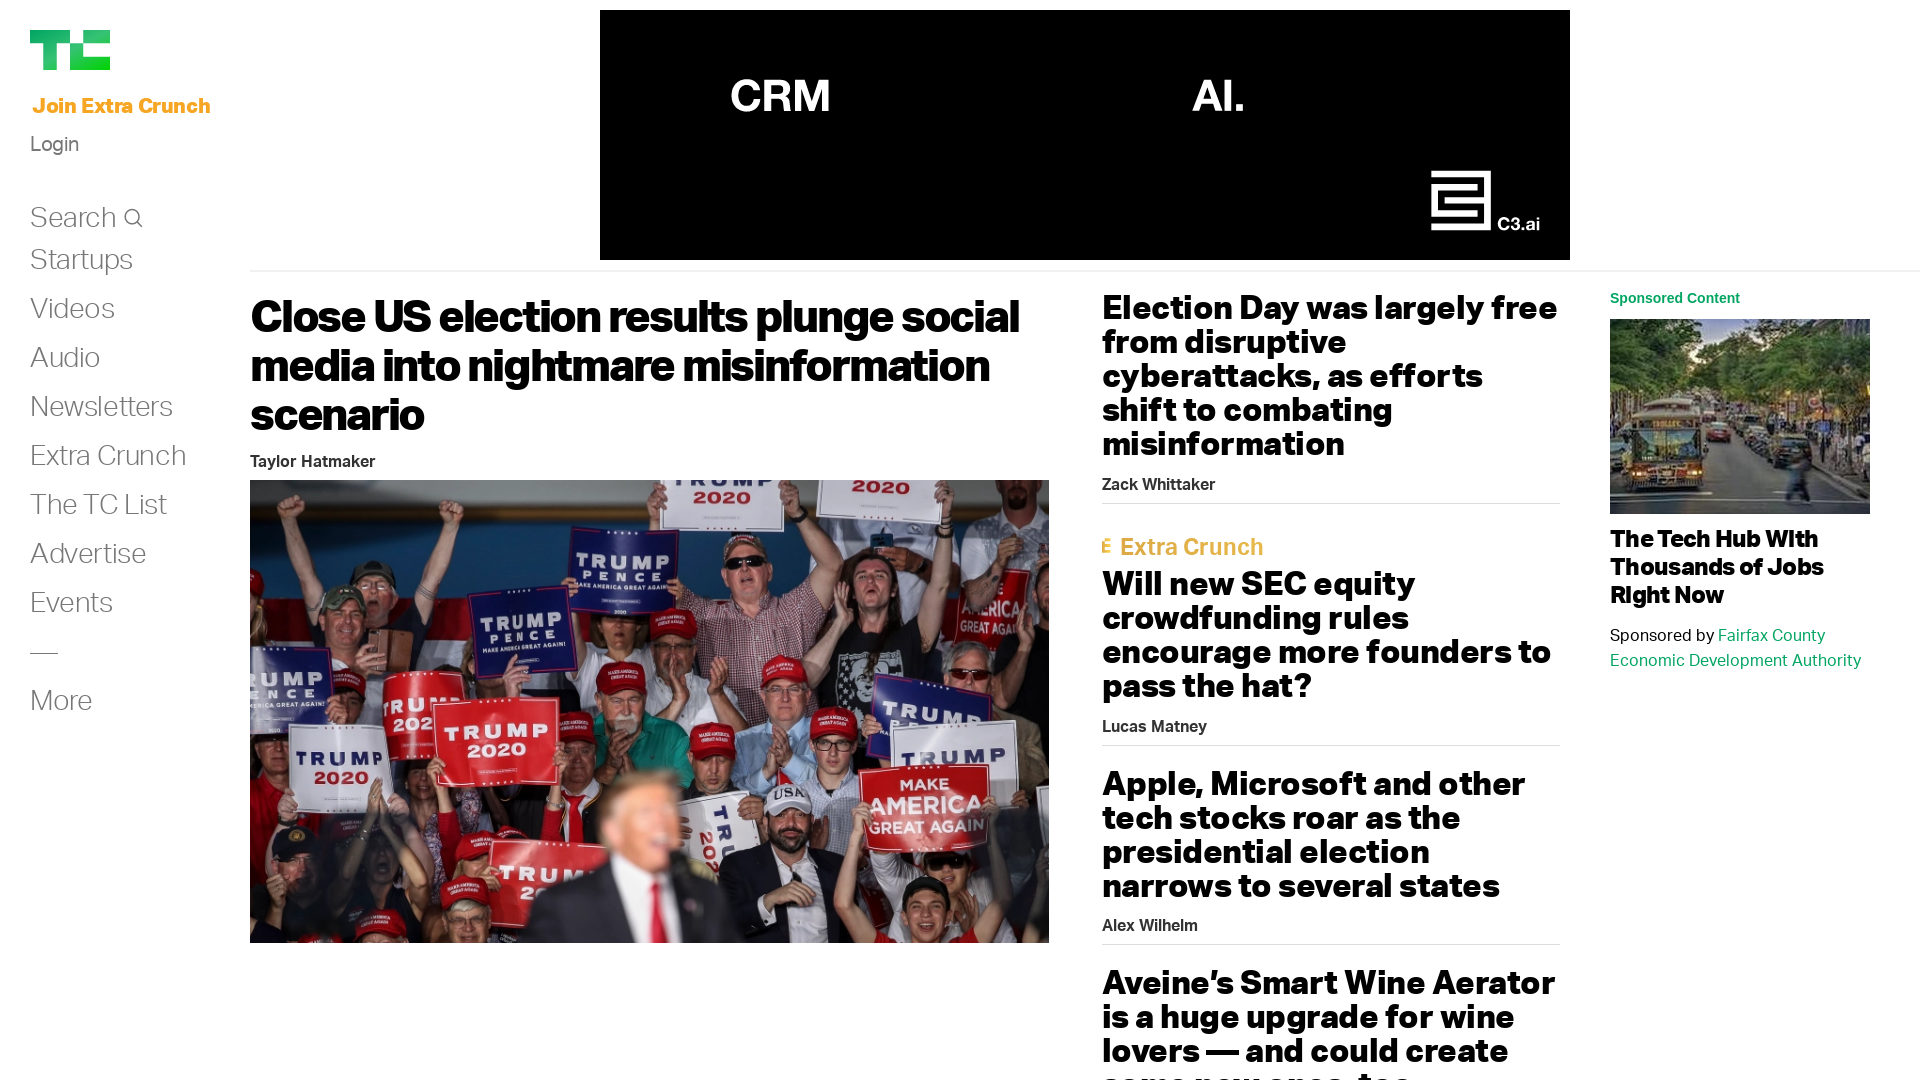 TC
Join Extra Crunch
Login
Search
Startups
Videos
Audio
Newsletters
Extra Crunch
The TC List
Advertise
Events
—
More
CRM
AI.
C3.ai
Close US election results plunge social
media into nightmare misinformation
scenario
Taylor Hatmaker
2020
2020
TRUMP
PENCE
MAKE AMERICA GREAT AGAIN!
2020
TRUMP
PENCE
MAKE AMERICA GREAT AGAIN!
AMERICA
PENCE
TRUMP
2020
TRUMP
2020
TRUMP
TRUMP
MAKE
AMERICA
GREAT AGAIN
USA
Election Day was largely free
from disruptive
cyberattacks, as efforts
shift to combating
misinformation
Zack Whittaker
Extra Crunch
Will new SEC equity
crowdfunding rules
encourage more founders to
pass the hat?
Lucas Matney
Apple, Microsoft and other
tech stocks roar as the
presidential election
narrows to several states
Alex Wilhelm
Aveine’s Smart Wine Aerator
is a huge upgrade for wine
lovers — and could create
Sponsored Content
TROLLEY
The Tech Hub WIth
Thousands of Jobs
RIght Now
Sponsored by Fairfax County
Economic Development Authority